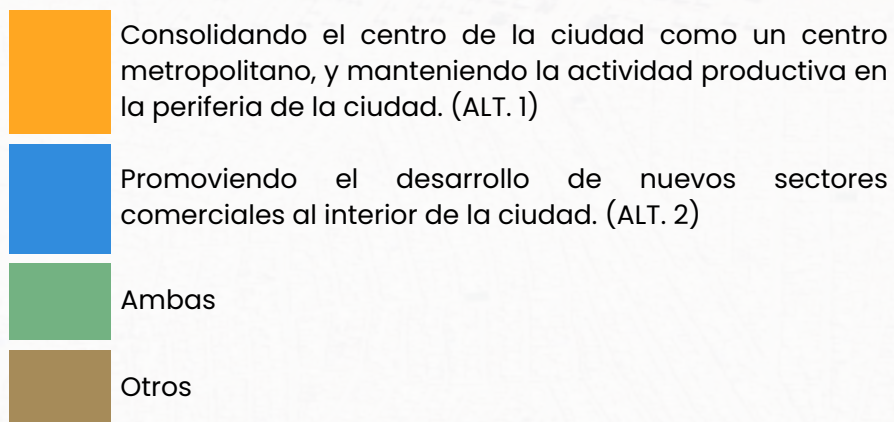 Consolidando el centro de la ciudad como un centro
metropolitano, y manteniendo la actividad productiva en
la periferia de la ciudad. (ALT. 1)
Promoviendo el desarrollo de nuevos sectores
comerciales al interior de la ciudad. (ALT. 2)
Ambas
Otros